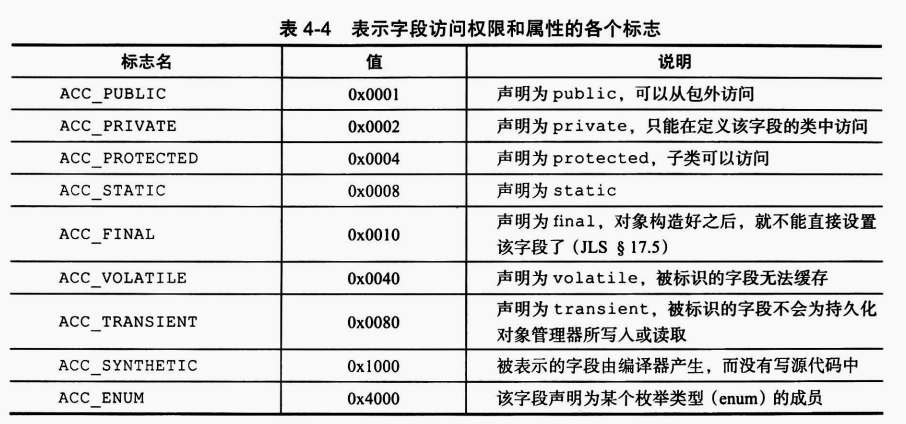 表 4-4 表示字段访问权限和属性的各个标志
标志名 值 说明
ACC_PUBLIC 0x0001 声明为 public，可以从包外访问
ACC_PRIVATE 0x0002 声明为 private，只能在定义该字段的类中访问
ACC_PROTECTED 0x0004 声明为 protected，子类可以访问
ACC_STATIC 0x0008 声明为 static
ACC_FINAL 0x0010 声明为 final，对象构造好之后，就不能直接设置
该字段了（JLS §17.5）
ACC_VOLATILE 0x0040 声明为 volatile，被标识的字段无法缓存
ACC_TRANSIENT 0x0080 声明为 transient，被标识的字段不会为持久化
对象管理器所写入或读取
ACC_SYNTHETIC 0x1000 被表示的字段由编译器产生，而没有写源代码中
ACC_ENUM 0x4000 该字段声明为某个枚举类型（enum）的成员